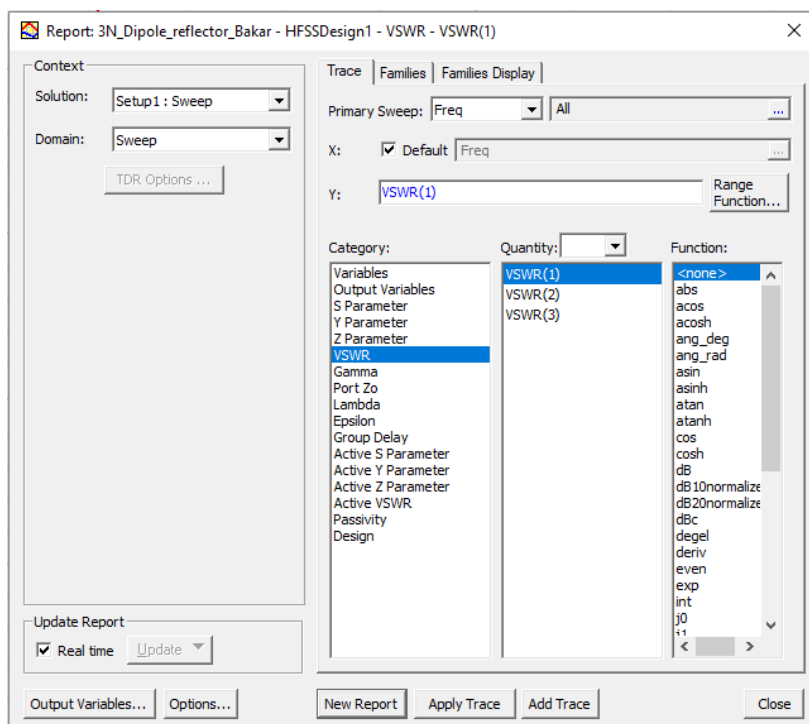 Report: 3N_Dipole_reflector_Bakar - HFSSDesign1 - VSWR - VSWR(1)
Context
Solution: Setup1 : Sweep
Domain: Sweep
TDR Options ...
Update Report
Real time Update
Output Variables... Options...
Trace Families Families Display
Primary Sweep: Freq All ...
X: Default Freq ...
Y: VSWR(1) Range
Function...
Category:
Variables
Output Variables
S Parameter
Y Parameter
Z Parameter
VSWR
Gamma
Port Zo
Lambda
Epsilon
Group Delay
Active S Parameter
Active Y Parameter
Active Z Parameter
Active VSWR
Passivity
Design
Quantity:
VSWR(1)
VSWR(2)
VSWR(3)
Function:
<none>
abs
acos
acosh
ang_deg
ang_rad
asin
asinh
atan
atanh
cos
cosh
dB
dB10normalize
dB20normalize
dBc
degel
deriv
even
exp
int
j0
New Report Apply Trace Add Trace Close